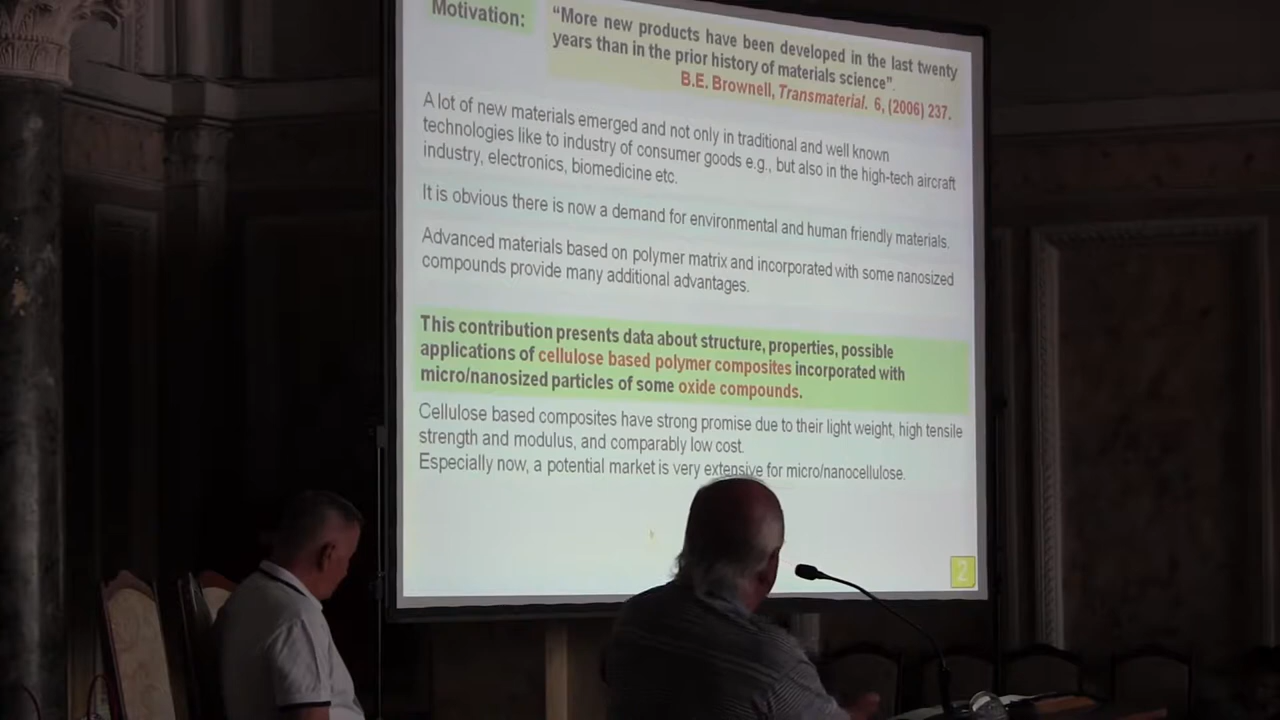 Motivation:
“More new products have been developed in the last twenty
years than in the prior history of materials science”.
B.E. Brownell, Transmaterial. 6, (2006) 237.
A lot of new materials emerged and not only in traditional and well known
technologies like to industry of consumer goods e.g., but also in the high-tech aircraft
industry, electronics, biomedicine etc.
It is obvious there is now a demand for environmental and human friendly materials.
Advanced materials based on polymer matrix and incorporated with some nanosized
compounds provide many additional advantages.
This contribution presents data about structure, properties, possible
applications of cellulose based polymer composites incorporated with
micro/nanosized particles of some oxide compounds.
Cellulose based composites have strong promise due to their light weight, high tensile
strength and modulus, and comparably low cost.
Especially now, a potential market is very extensive for micro/nanocellulose.
2